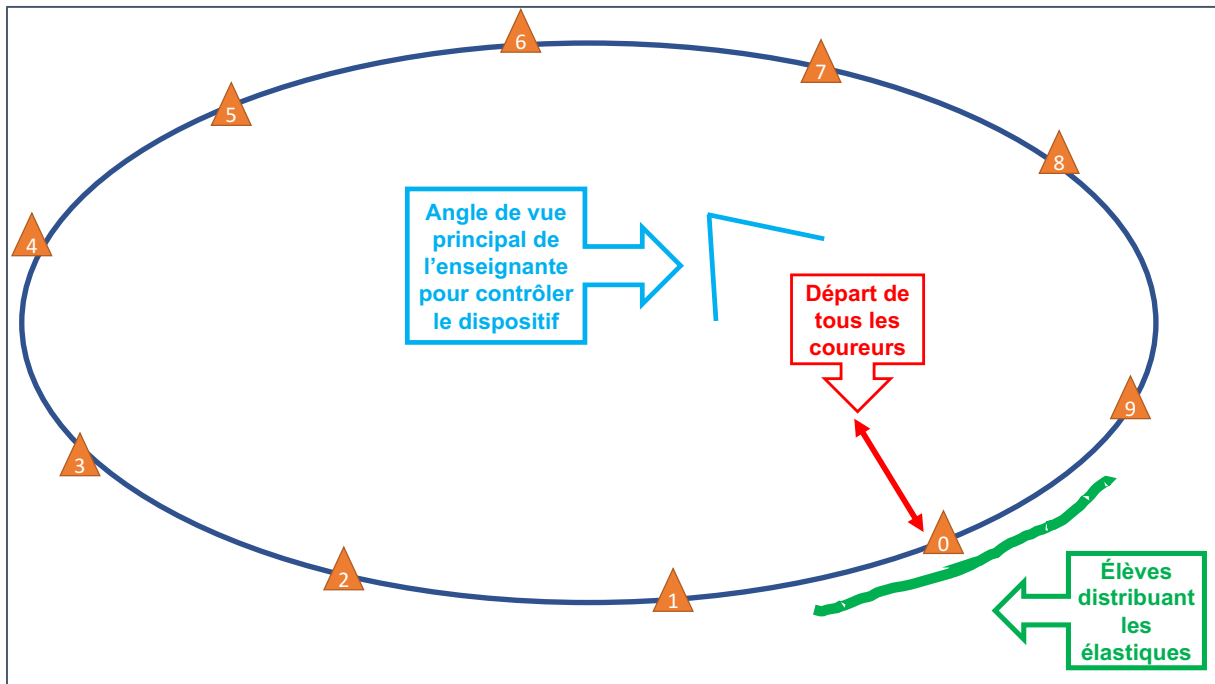 6
7
5
8
4
Angle de vue
principal de
l’enseignante
pour contrôler
le dispositif
Départ de
tous les
coureurs
9
3
0
2
1
Élèves
distribuant
les
élastiques